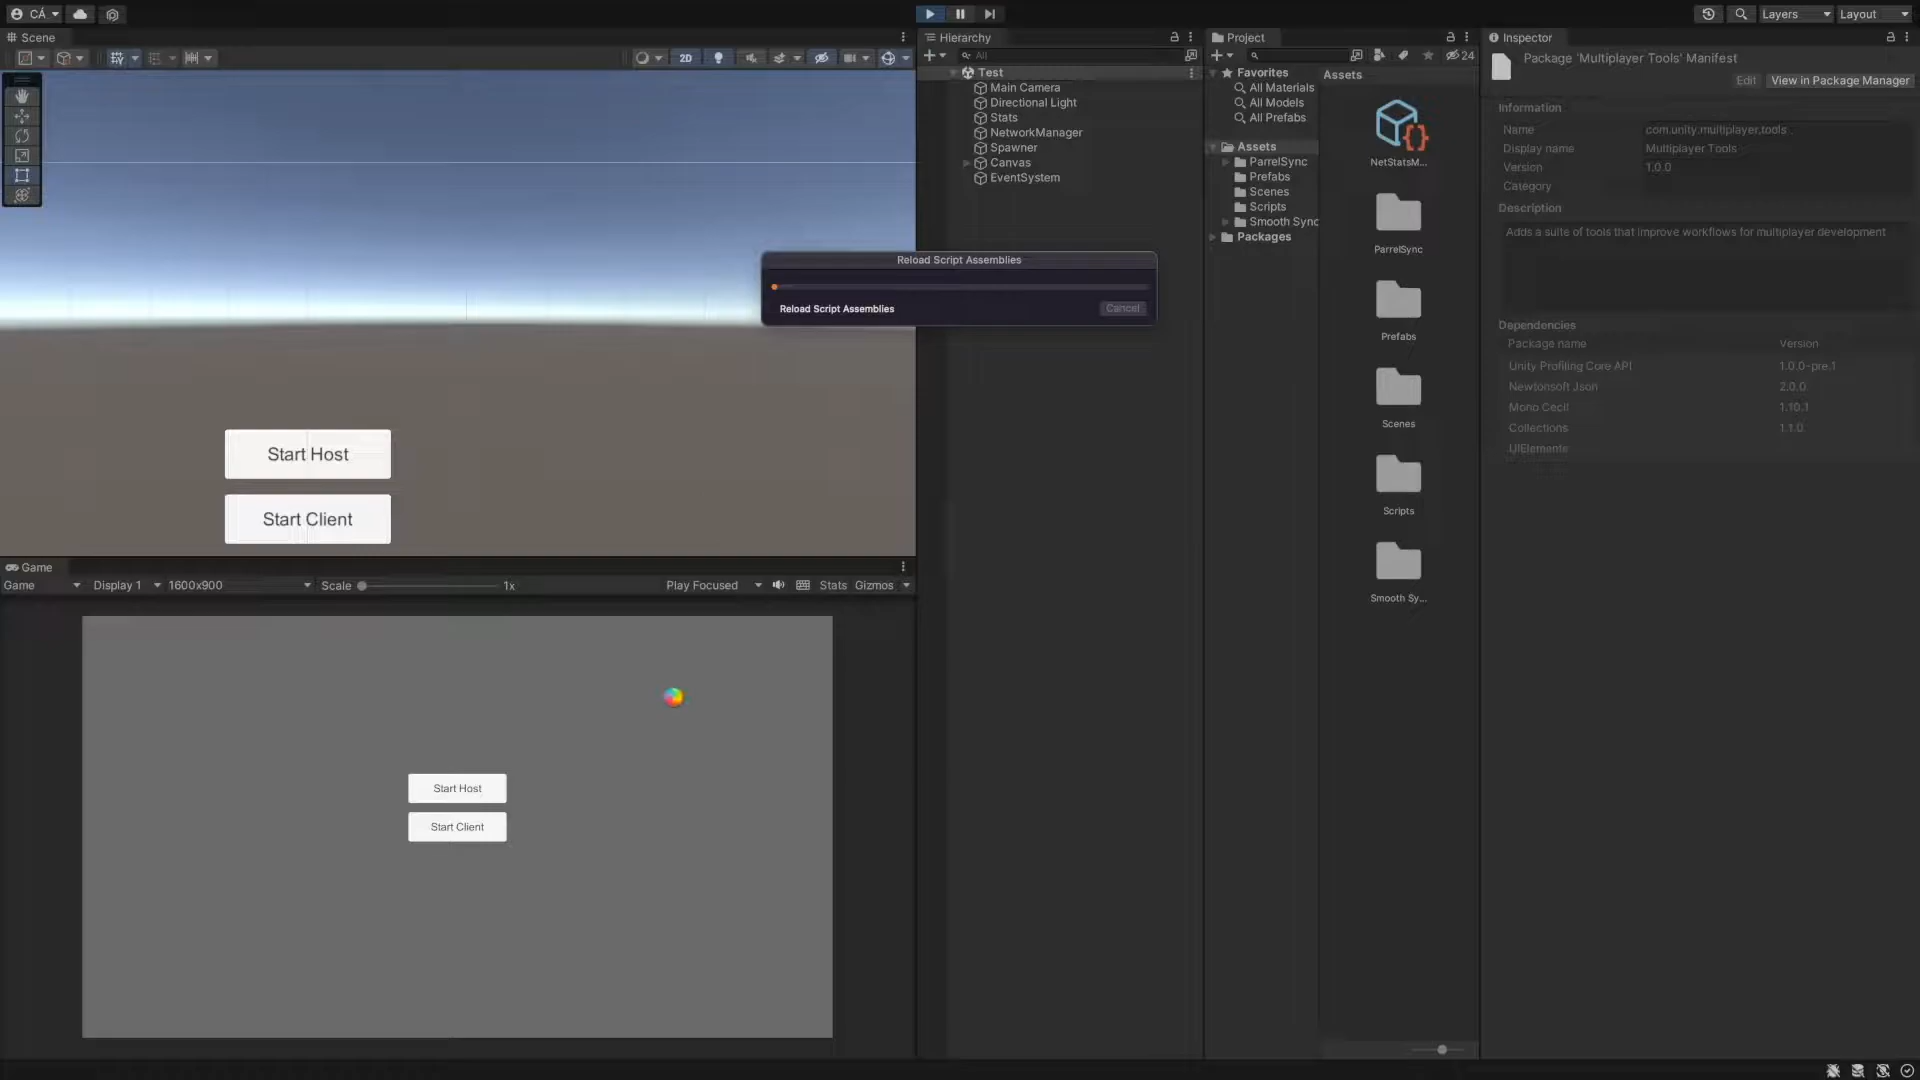 CÁ
Layers
Layout
Scene
2D
Start Host
Start Client
Game
Game
Display 1
1600x900
Scale
1x
Play Focused
Stats
Gizmos
Start Host
Start Client
Hierarchy
All
Test
Main Camera
Directional Light
Stats
NetworkManager
Spawner
Canvas
EventSystem
Reload Script Assemblies
Reload Script Assemblies
Cancel
Project
24
Favorites
All Materials
All Models
All Prefabs
Assets
ParrelSync
Prefabs
Scenes
Scripts
Smooth Sync
Packages
Assets
NetStatsM...
ParrelSync
Prefabs
Scenes
Scripts
Smooth Sy...
Inspector
Package 'Multiplayer Tools' Manifest
Edit
View in Package Manager
Information
Name com.unity.multiplayer.tools
Display name Multiplayer Tools
Version 1.0.0
Category
Description
Adds a suite of tools that improve workflows for multiplayer development
Dependencies
Package name Version
Unity Profiling Core API 1.0.0-pre.1
Newtonsoft Json 2.0.0
Mono Cecil 1.10.1
Collections 1.1.0
UIElements